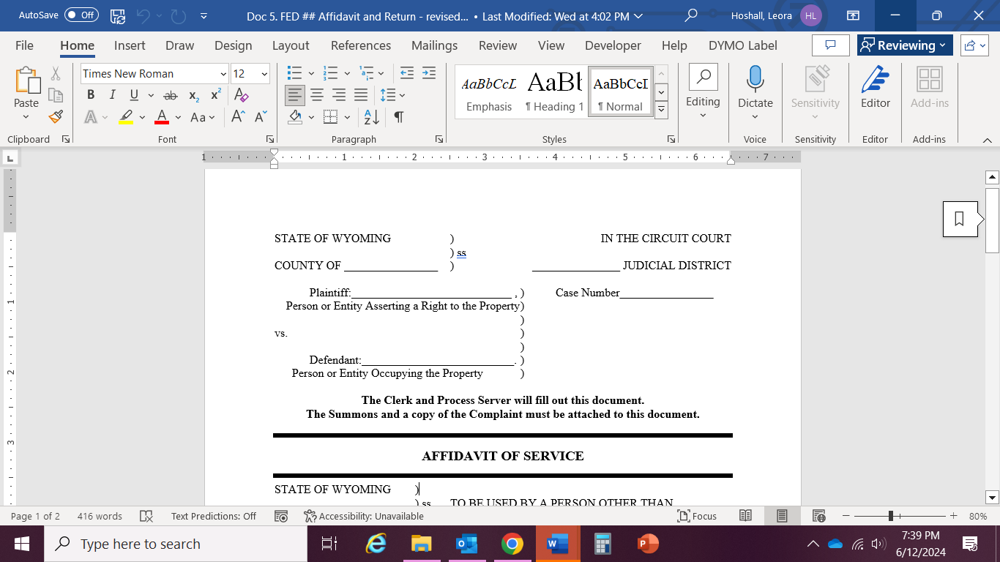 AutoSave Off Doc 5. FED ## Affidavit and Return - revised... • Last Modified: Wed at 4:02 PM Hoshall, Leora HL
File Home Insert Draw Design Layout References Mailings Review View Developer Help DYMO Label Reviewing
Times New Roman 12
Paste
B I U ab x₂ x² A
A A Aa A A
AaBbCcL AaBb AaBbCcI
Emphasis ¶ Heading 1 ¶ Normal
Editing Dictate Sensitivity Editor Add-ins
Clipboard Font Paragraph Styles Voice Sensitivity Editor Add-ins
L 1 1 2 3 4 5 6 7
STATE OF WYOMING ) IN THE CIRCUIT COURT
) ss
COUNTY OF ________________ ) _______________ JUDICIAL DISTRICT
Plaintiff:___________________________ , ) Case Number________________
Person or Entity Asserting a Right to the Property)
)
vs. )
)
Defendant:__________________________. )
Person or Entity Occupying the Property )
The Clerk and Process Server will fill out this document.
The Summons and a copy of the Complaint must be attached to this document.
AFFIDAVIT OF SERVICE
STATE OF WYOMING )
) ss TO BE USED BY A PERSON OTHER THAN
1
2
3
Page 1 of 2 416 words Text Predictions: Off Accessibility: Unavailable Focus 80%
Type here to search 7:39 PM
6/12/2024